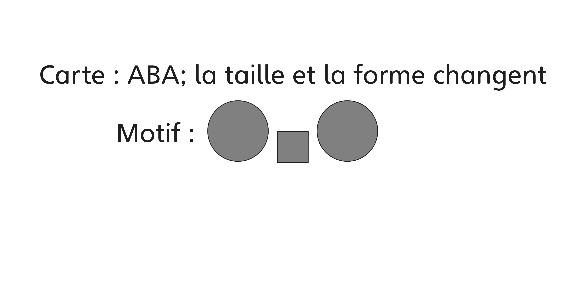 Carte : ABA; la taille et la forme changent
Motif :